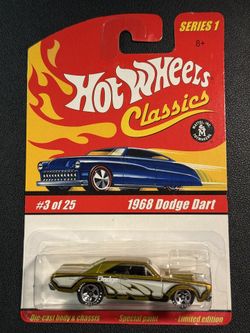 SERIES 1
8+
Hot Wheels
Classics
#3 of 25
1968 Dodge Dart
Die-cast body & chassis
Special paint
Limited edition